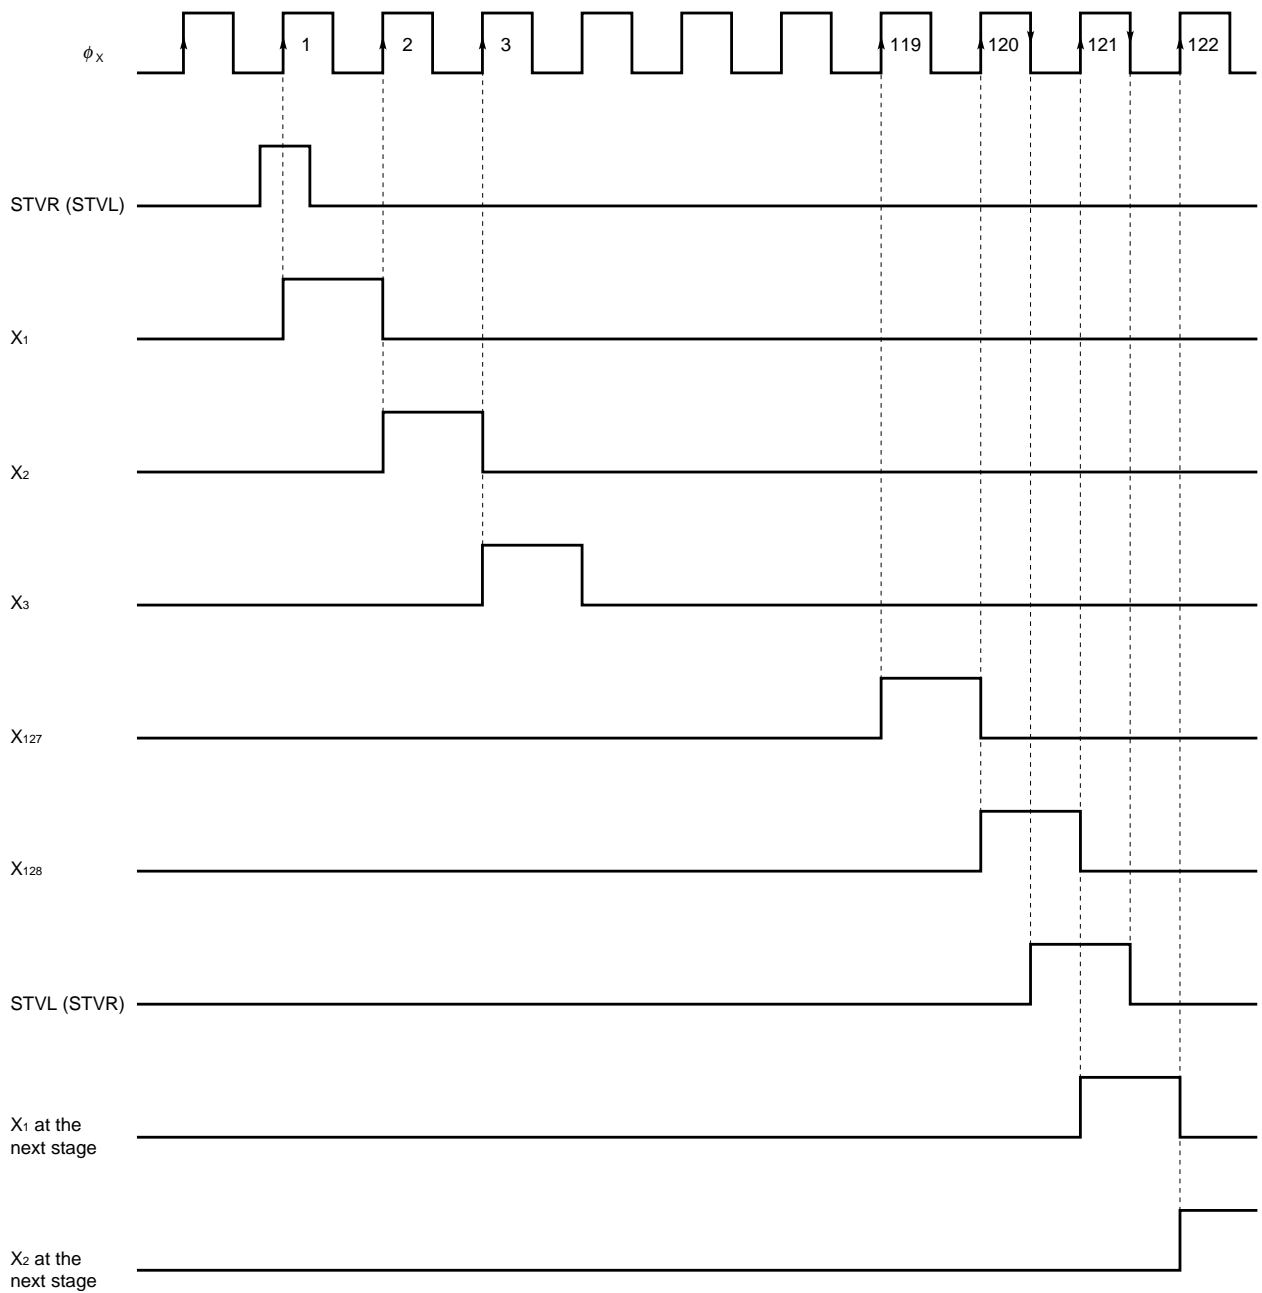 ϕX
1
2
3
119
120
121
122
STVR (STVL)
X1
X2
X3
X127
X128
STVL (STVR)
X1 at the
next stage
X2 at the
next stage